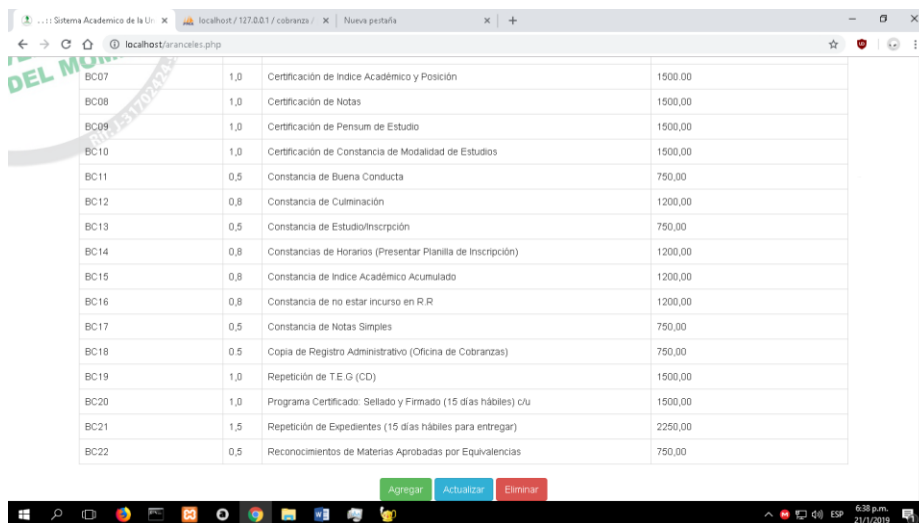 ...:: Sistema Academico de la Un
localhost / 127.0.0.1 / cobranza /
Nueva pestaña
localhost/aranceles.php
DEL MOM
RIF: J-31702424-
BC07 1,0 Certificación de Indice Académico y Posición 1500.00
BC08 1,0 Certificación de Notas 1500,00
BC09 1,0 Certificación de Pensum de Estudio 1500,00
BC10 1,0 Certificación de Constancia de Modalidad de Estudios 1500,00
BC11 0,5 Constancia de Buena Conducta 750,00
BC12 0,8 Constancia de Culminación 1200,00
BC13 0,5 Constancia de Estudio/Inscrpción 750,00
BC14 0,8 Constancias de Horarios (Presentar Planilla de Inscripción) 1200,00
BC15 0,8 Constancia de Indice Académico Acumulado 1200,00
BC16 0,8 Constancia de no estar incurso en R.R 1200,00
BC17 0,5 Constancia de Notas Simples 750,00
BC18 0.5 Copia de Registro Administrativo (Oficina de Cobranzas) 750,00
BC19 1,0 Repetición de T.E.G (CD) 1500,00
BC20 1,0 Programa Certificado: Sellado y Firmado (15 días hábiles) c/u 1500,00
BC21 1,5 Repetición de Expedientes (15 días hábiles para entregar) 2250,00
BC22 0,5 Reconocimientos de Materias Aprobadas por Equivalencias 750,00
Agregar Actualizar Eliminar
ESP 6:38 p.m.
21/1/2019